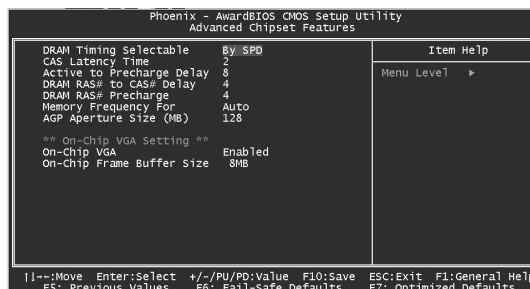 Phoenix - AwardBIOS CMOS Setup Utility
Advanced Chipset Features
DRAM Timing Selectable By SPD
CAS Latency Time 2
Active to Precharge Delay 8
DRAM RAS# to CAS# Delay 4
DRAM RAS# Precharge 4
Memory Frequency For Auto
AGP Aperture Size (MB) 128
** On-Chip VGA Setting **
On-Chip VGA Enabled
On-Chip Frame Buffer Size 8MB
Item Help
Menu Level ▶
↑↓→←:Move Enter:Select +/-/PU/PD:Value F10:Save ESC:Exit F1:General Help
F5: Previous Values F6: Fail-Safe Defaults F7: Optimized Defaults